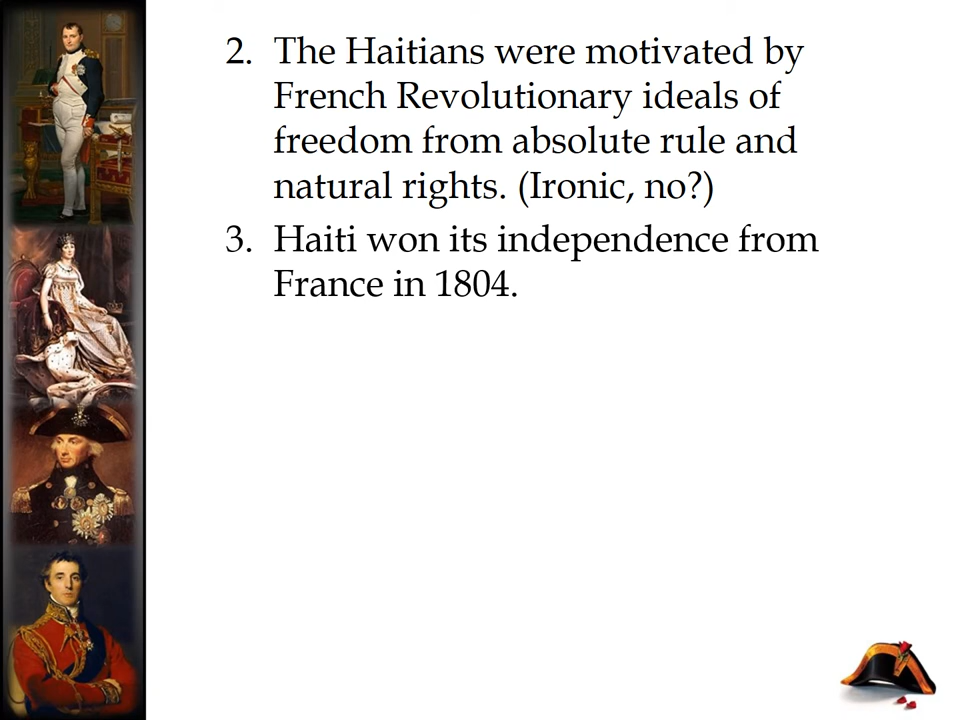 2. The Haitians were motivated by
French Revolutionary ideals of
freedom from absolute rule and
natural rights. (Ironic, no?)
3. Haiti won its independence from
France in 1804.